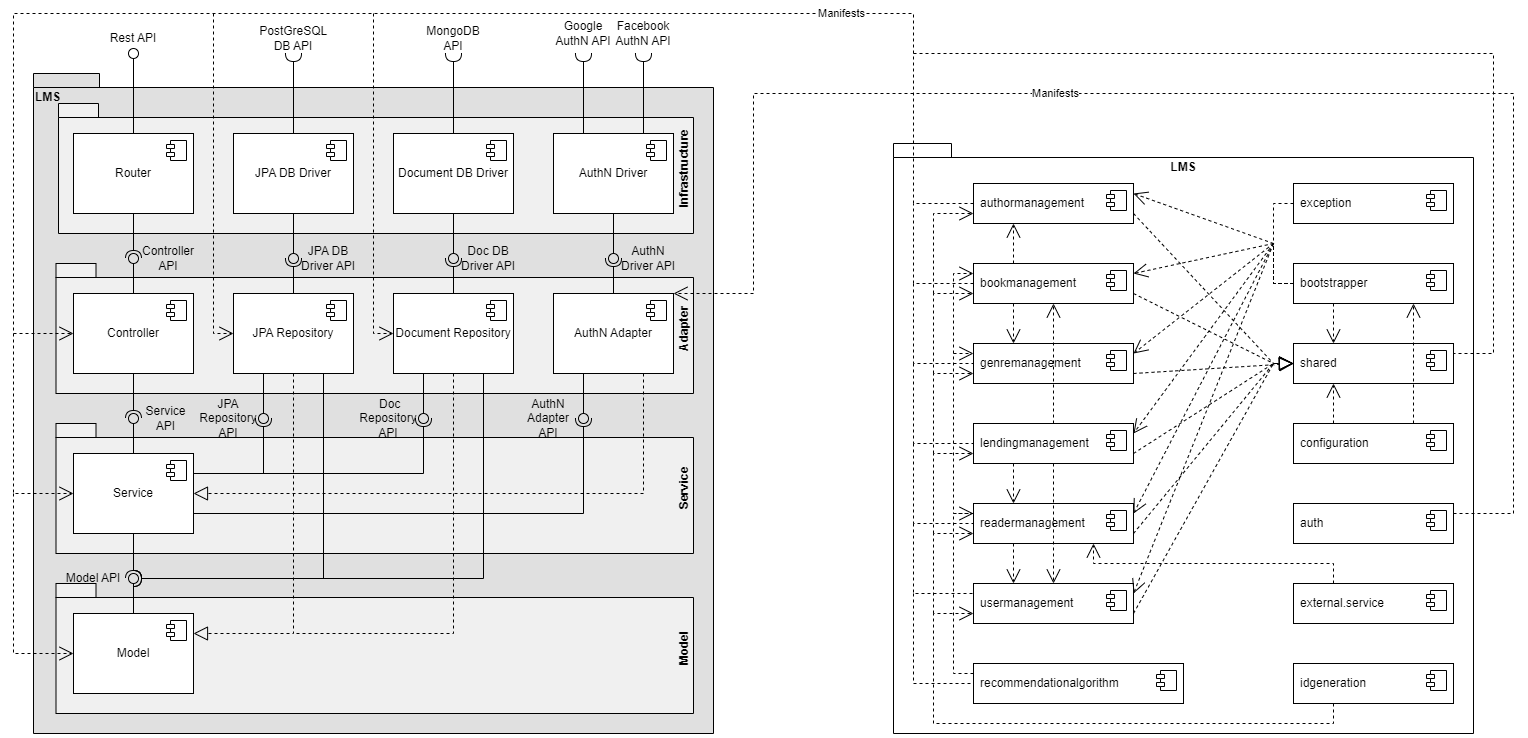 Manifests
Rest API
PostGreSQL
DB API
MongoDB
API
Google
AuthN API
Facebook
AuthN API
LMS
Router
JPA DB Driver
Document DB Driver
AuthN Driver
Infrastructure
Controller
API
JPA DB
Driver API
Doc DB
Driver API
AuthN
Driver API
Controller
JPA Repository
Document Repository
AuthN Adapter
Adapter
Service
API
JPA
Repository
API
Doc
Repository
API
AuthN
Adapter
API
Service
Service
Model API
Model
Model
Manifests
LMS
authormanagement
exception
bookmanagement
bootstrapper
genremanagement
shared
lendingmanagement
configuration
readermanagement
auth
usermanagement
external.service
recommendationalgorithm
idgeneration